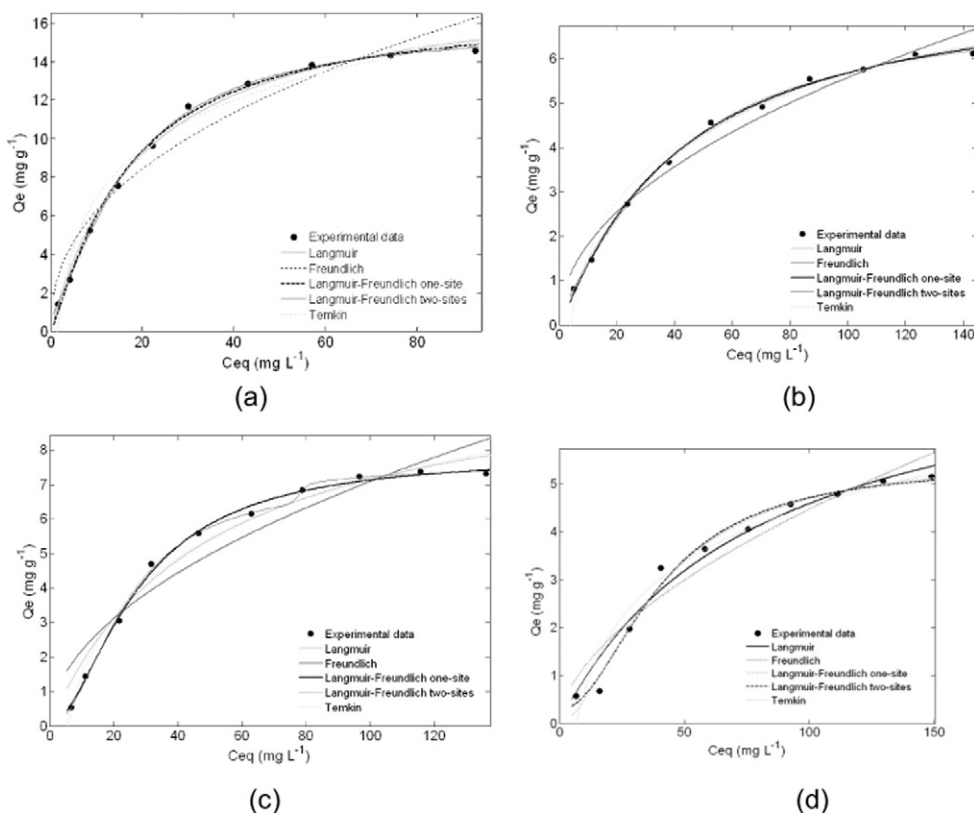 16
14
12
10
8
6
4
2
0
Qe (mg g⁻¹)
Experimental data
Langmuir
Freundlich
Langmuir-Freundlich one-site
Langmuir-Freundlich two-sites
Temkin
0 20 40 60 80
Ceq (mg L⁻¹)
(a)
6
5
4
3
2
1
0
Qe (mg g⁻¹)
Experimental data
Langmuir
Freundlich
Langmuir-Freundlich one-site
Langmuir-Freundlich two-sites
Temkin
0 20 40 60 80 100 120 140
Ceq (mg L⁻¹)
(b)
8
7
6
5
4
3
2
1
0
Qe (mg g⁻¹)
Experimental data
Langmuir
Freundlich
Langmuir-Freundlich one-site
Langmuir-Freundlich two-sites
Temkin
0 20 40 60 80 100 120
Ceq (mg L⁻¹)
(c)
5
4
3
2
1
0
Qe (mg g⁻¹)
Experimental data
Langmuir
Freundlich
Langmuir-Freundlich one-site
Langmuir-Freundlich two-sites
Temkin
0 50 100 150
Ceq (mg L⁻¹)
(d)